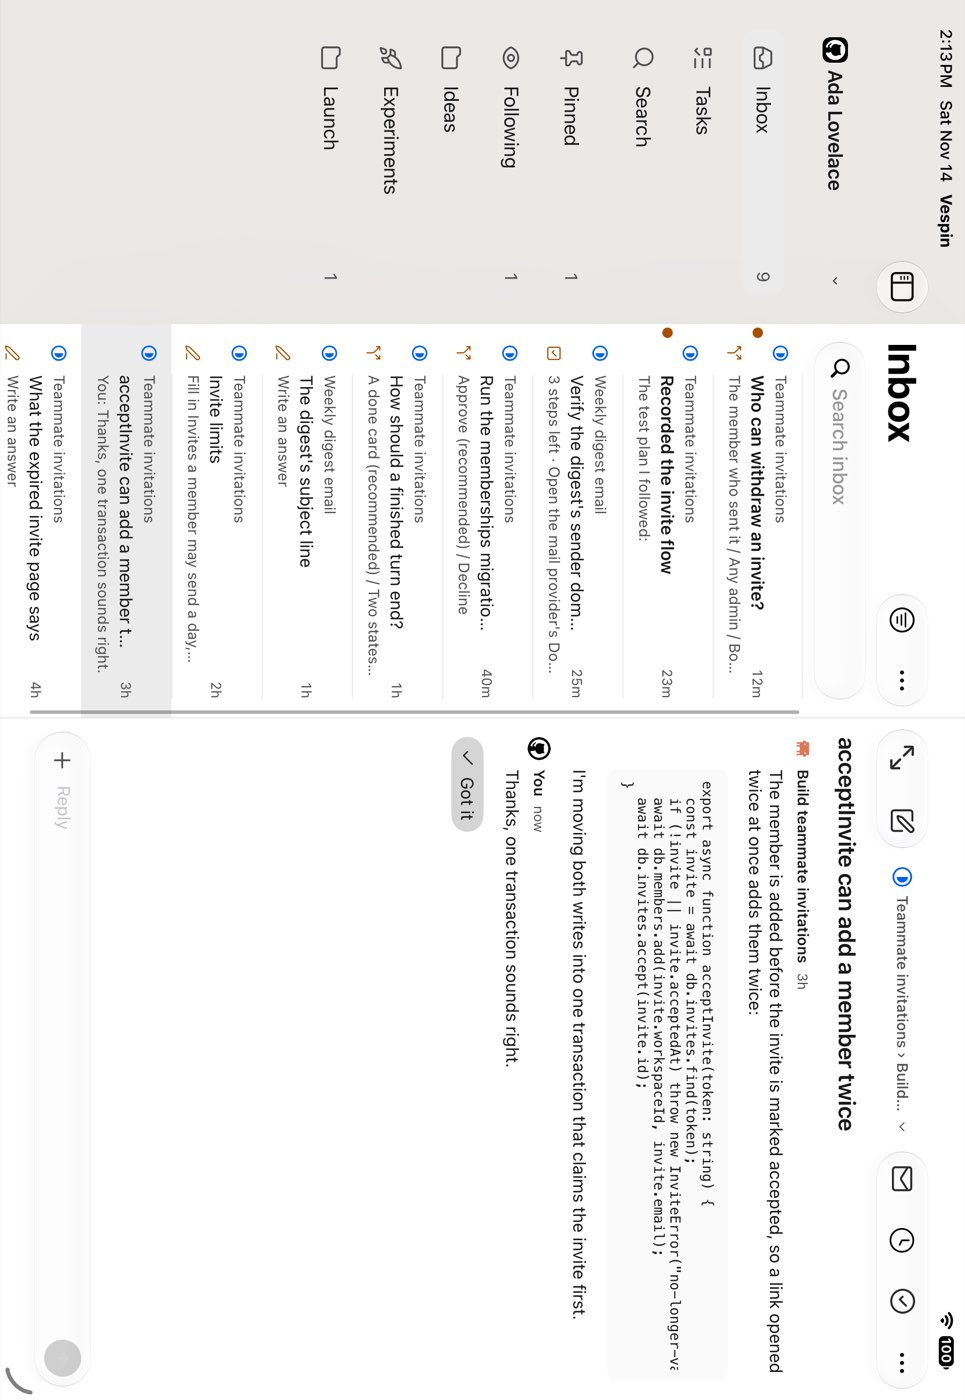 2:13 PM Sat Nov 14 Vespin
100
Ada Lovelace
Inbox 9
Tasks
Search
Pinned 1
Following 1
Ideas
Experiments
Launch 1
Inbox
Search inbox
Teammate invitations
Who can withdraw an invite? 12m
The member who sent it / Any admin / Bo...
Teammate invitations
Recorded the invite flow 23m
The test plan I followed:
Weekly digest email
Verify the digest's sender dom... 25m
3 steps left · Open the mail provider's Do...
Teammate invitations
Run the memberships migratio... 40m
Approve (recommended) / Decline
Teammate invitations
How should a finished turn end? 1h
A done card (recommended) / Two states...
Weekly digest email
The digest's subject line 1h
Write an answer
Teammate invitations
Invite limits 2h
Fill in Invites a member may send a day,...
Teammate invitations
acceptInvite can add a member t... 3h
You: Thanks, one transaction sounds right.
Teammate invitations
What the expired invite page says 4h
Write an answer
Teammate invitations › Build...
acceptInvite can add a member twice
Build teammate invitations 3h
The member is added before the invite is marked accepted, so a link opened
twice at once adds them twice:
export async function acceptInvite(token: string) {
  const invite = await db.invites.find(token);
  if (!invite || invite.acceptedAt) throw new InviteError("no-longer-va
  await db.members.add(invite.workspaceId, invite.email);
  await db.invites.accept(invite.id);
}
I'm moving both writes into one transaction that claims the invite first.
You now
Thanks, one transaction sounds right.
Got it
Reply